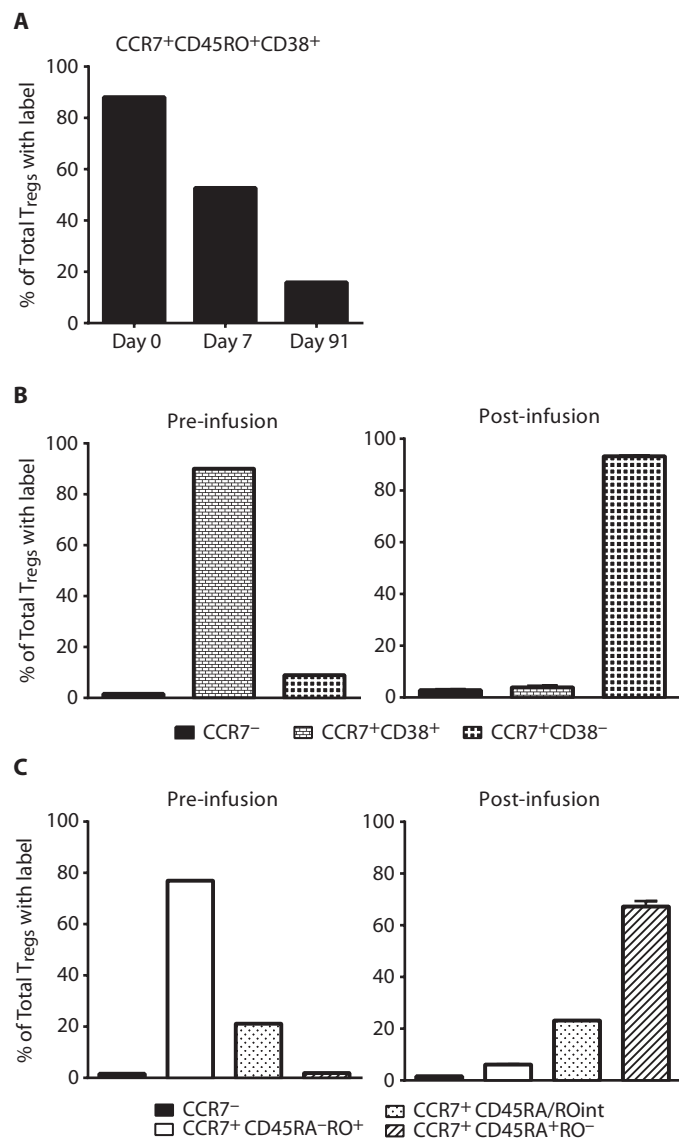 A
CCR7⁺CD45RO⁺CD38⁺
100
80
60
40
20
0
% of Total Tregs with label
Day 0 Day 7 Day 91
B
Pre-infusion Post-infusion
100
80
60
40
20
0
% of Total Tregs with label
100
80
60
40
20
0
CCR7⁻ CCR7⁺CD38⁺ CCR7⁺CD38⁻
C
Pre-infusion Post-infusion
100
80
60
40
20
0
% of Total Tregs with label
100
80
60
40
20
0
CCR7⁻ CCR7⁺ CD45RA/ROint
CCR7⁺ CD45RA⁻RO⁺ CCR7⁺ CD45RA⁺RO⁻